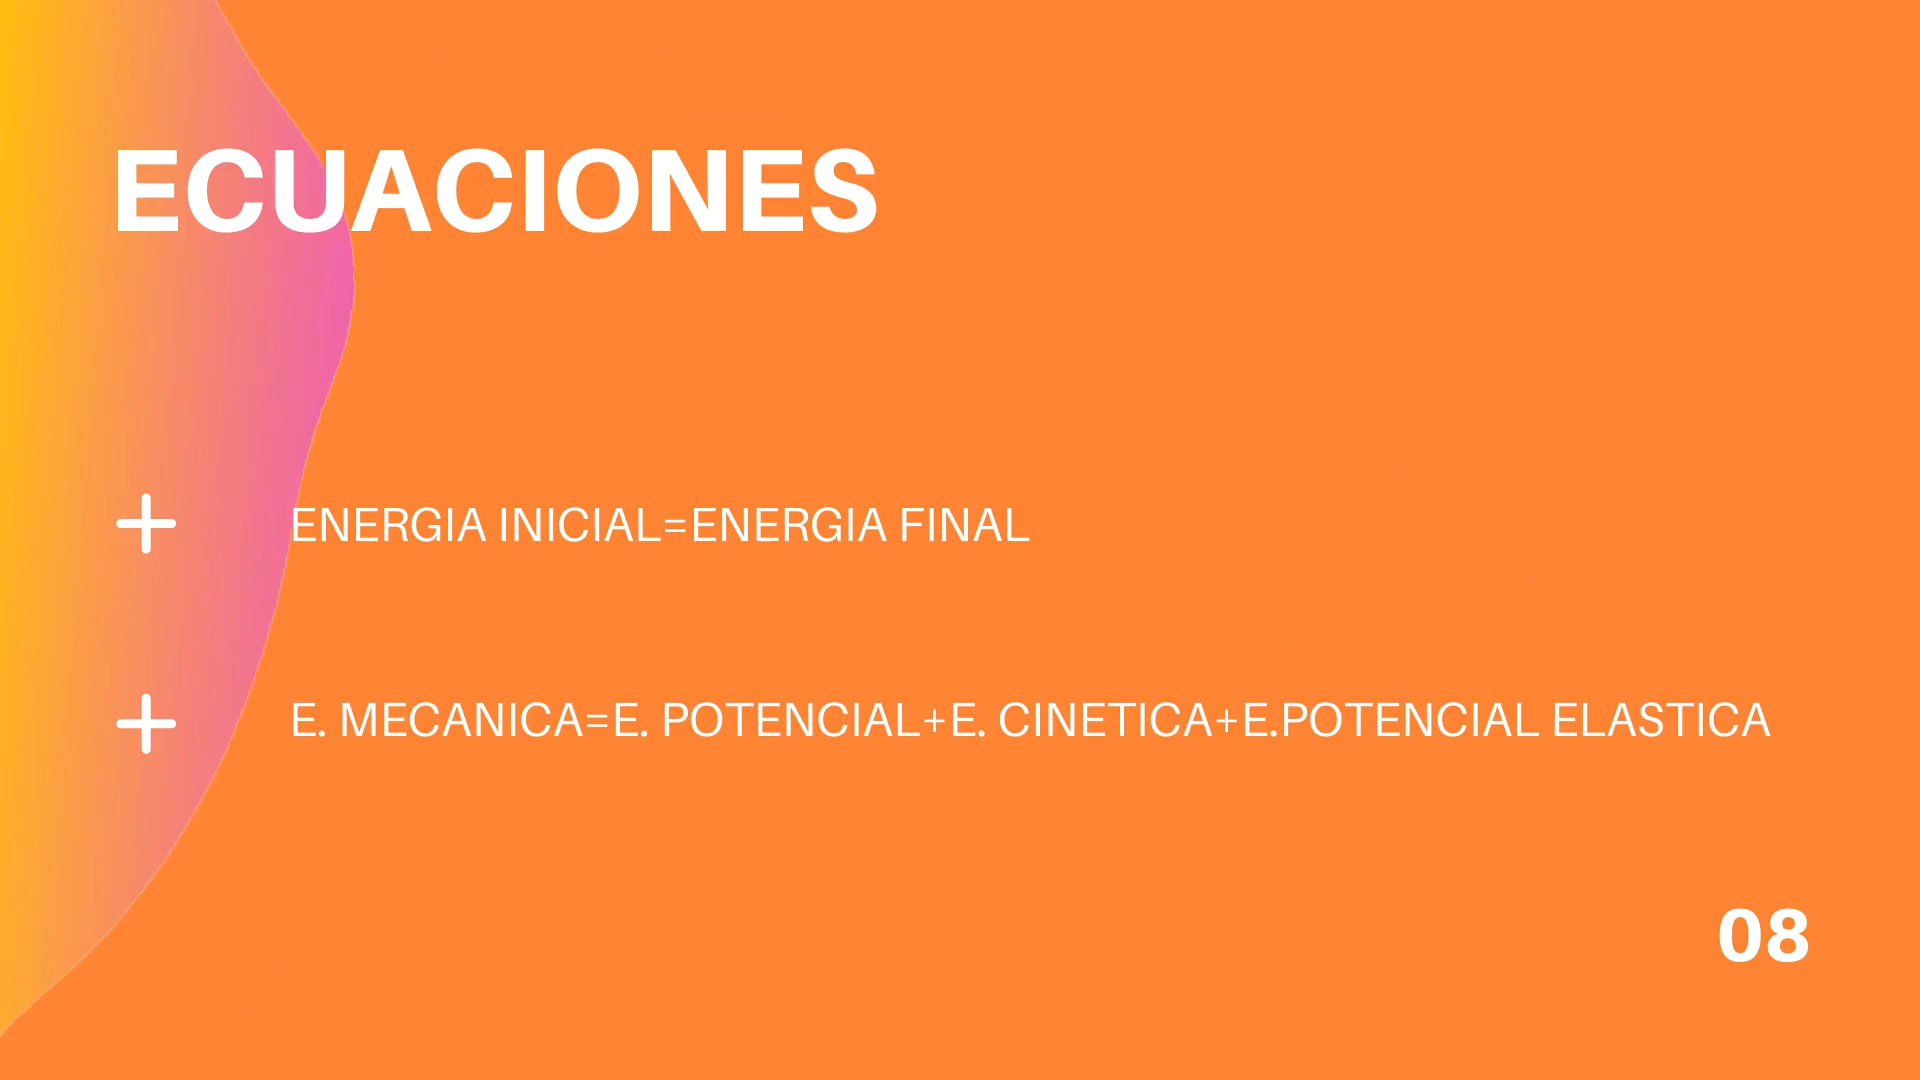 ECUACIONES
ENERGIA INICIAL=ENERGIA FINAL
E. MECANICA=E. POTENCIAL+E. CINETICA+E.POTENCIAL ELASTICA
08